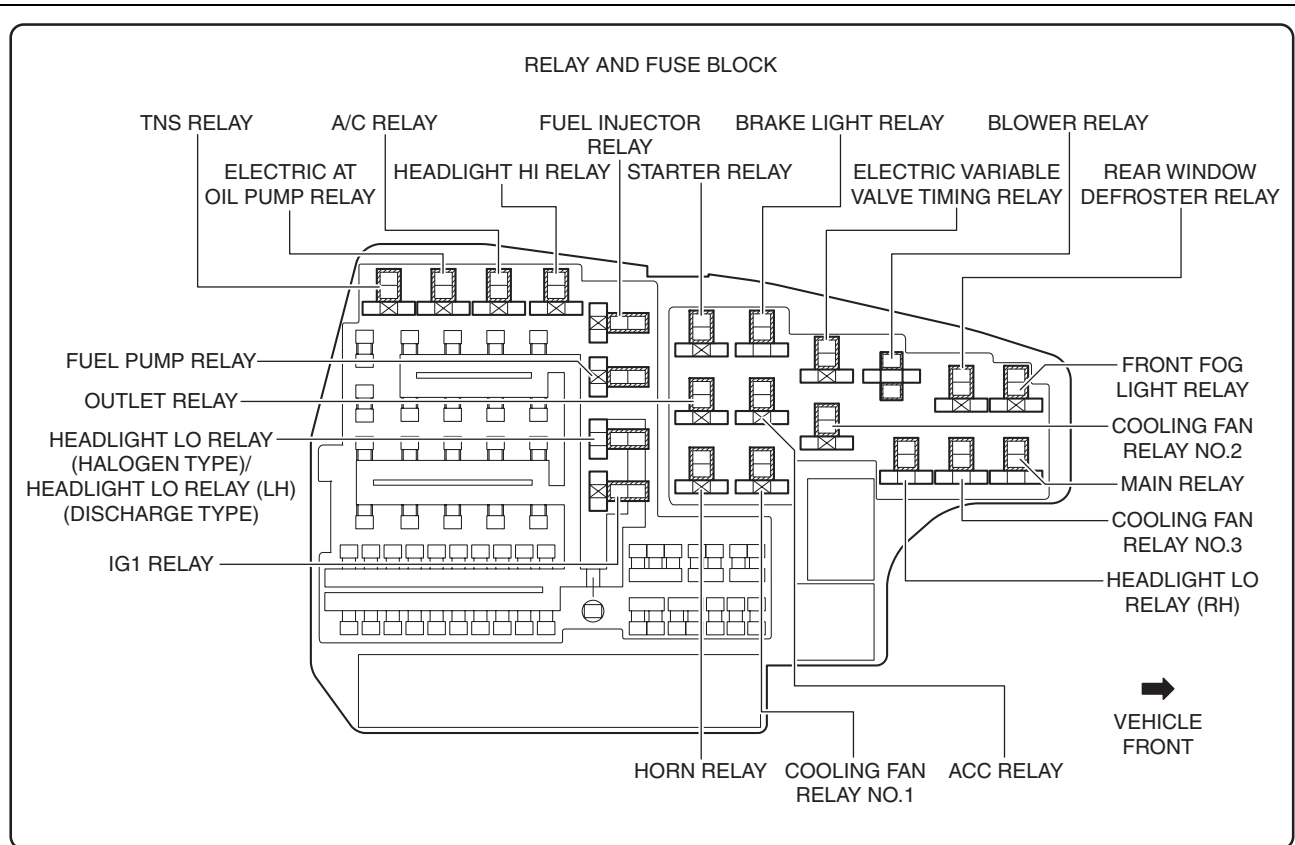 RELAY AND FUSE BLOCK
TNS RELAY
A/C RELAY
FUEL INJECTOR
RELAY
BRAKE LIGHT RELAY
BLOWER RELAY
ELECTRIC AT
OIL PUMP RELAY
HEADLIGHT HI RELAY
STARTER RELAY
ELECTRIC VARIABLE
VALVE TIMING RELAY
REAR WINDOW
DEFROSTER RELAY
FUEL PUMP RELAY
OUTLET RELAY
HEADLIGHT LO RELAY
(HALOGEN TYPE)/
HEADLIGHT LO RELAY (LH)
(DISCHARGE TYPE)
IG1 RELAY
FRONT FOG
LIGHT RELAY
COOLING FAN
RELAY NO.2
MAIN RELAY
COOLING FAN
RELAY NO.3
HEADLIGHT LO
RELAY (RH)
VEHICLE
FRONT
HORN RELAY
COOLING FAN
RELAY NO.1
ACC RELAY